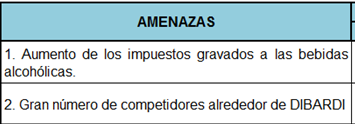 AMENAZAS
1. Aumento de los impuestos gravados a las bebidas
alcohólicas.
2. Gran número de competidores alrededor de DIBARDI